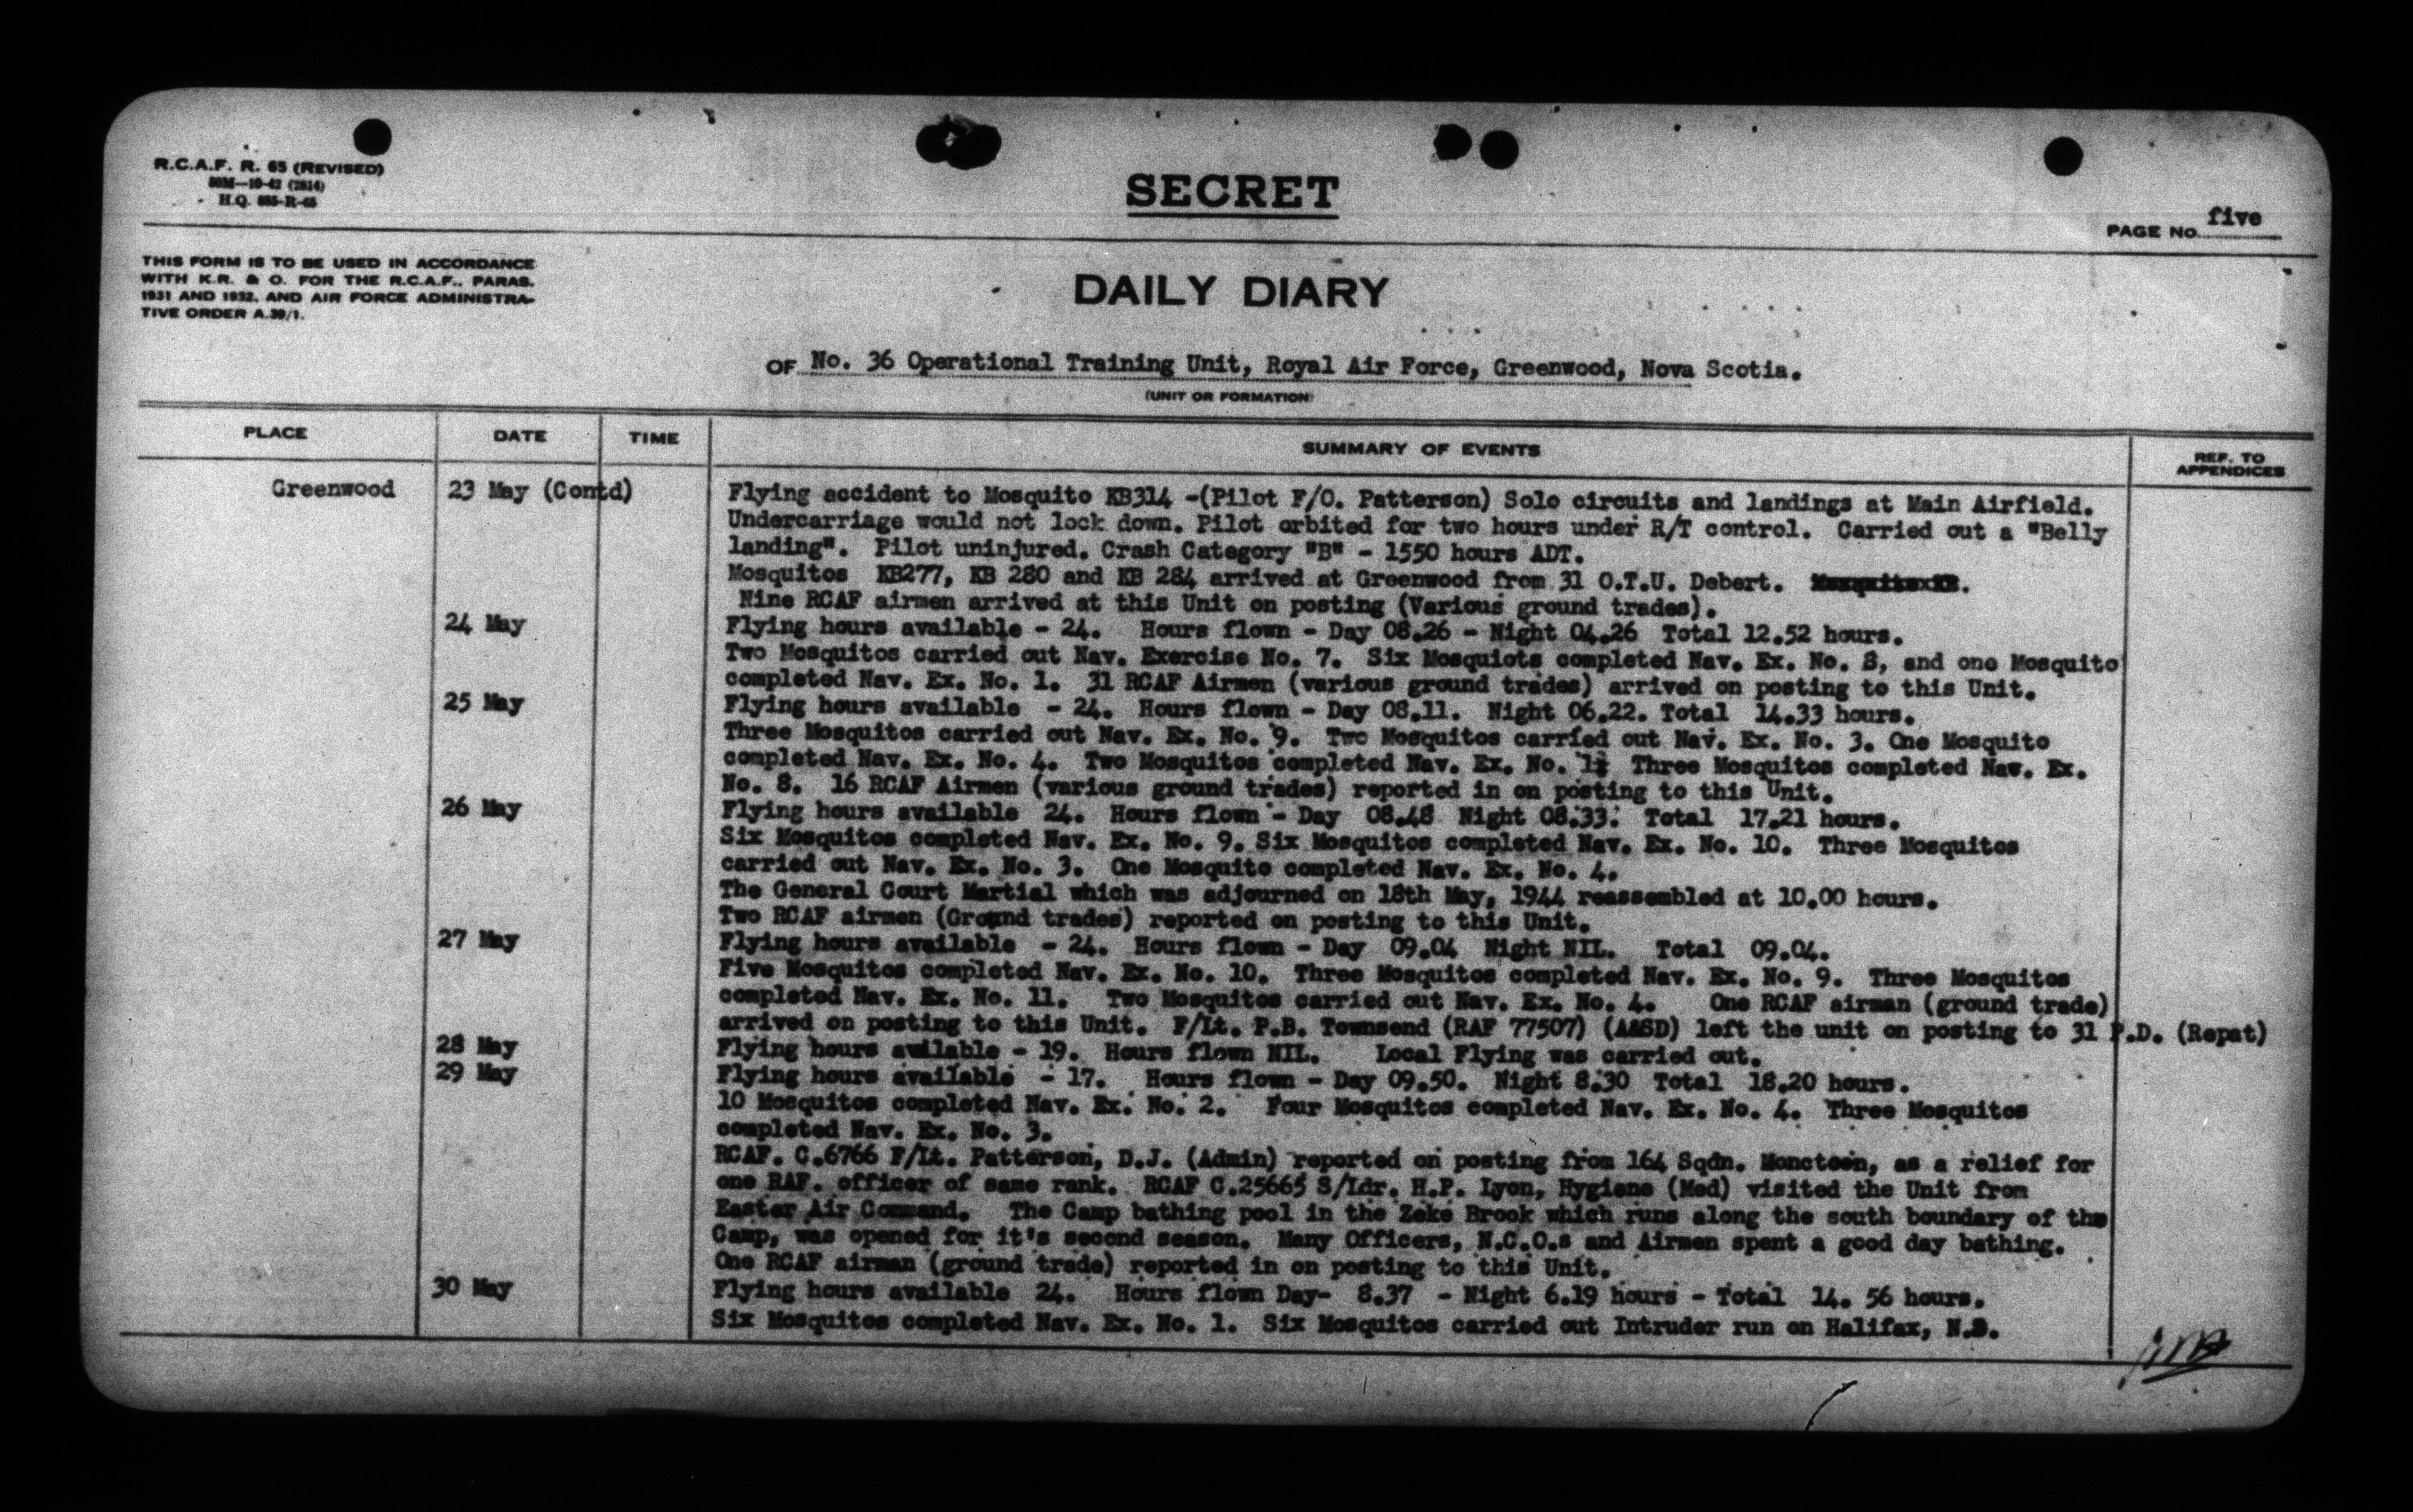 R.C.A.F. R. 65 (REVISED)
50M—10-42 (2814)
H.Q. 885-R-65
SECRET
PAGE No. five
THIS FORM IS TO BE USED IN ACCORDANCE
WITH K.R. & O. FOR THE R.C.A.F., PARAS.
1931 AND 1932, AND AIR FORCE ADMINISTRA-
TIVE ORDER A.39/1.
DAILY DIARY
OF No. 36 Operational Training Unit, Royal Air Force, Greenwood, Nova Scotia.
(UNIT OR FORMATION)
PLACE DATE TIME SUMMARY OF EVENTS REF. TO APPENDICES
Greenwood 23 May (Contd) Flying accident to Mosquito KB314 -(Pilot F/O. Patterson) Solo circuits and landings at Main Airfield.
Undercarriage would not lock down. Pilot orbited for two hours under R/T control. Carried out a "Belly
landing". Pilot uninjured. Crash Category "B" - 1550 hours ADT.
Mosquitos KB277, KB 280 and KB 284 arrived at Greenwood from 31 O.T.U. Debert.
Nine RCAF airmen arrived at this Unit on posting (Various ground trades).
24 May Flying hours available - 24. Hours flown - Day 08.26 - Night 04.26 Total 12.52 hours.
Two Mosquitos carried out Nav. Exercise No. 7. Six Mosquiots completed Nav. Ex. No. 8, and one Mosquito
completed Nav. Ex. No. 1. 31 RCAF Airmen (various ground trades) arrived on posting to this Unit.
25 May Flying hours available - 24. Hours flown - Day 08.11. Night 06.22. Total 14.33 hours.
Three Mosquitos carried out Nav. Ex. No. 9. Two Mosquitos carried out Nav. Ex. No. 3. One Mosquito
completed Nav. Ex. No. 4. Two Mosquitos completed Nav. Ex. No. Three Mosquitos completed Nav. Ex.
No. 8. 16 RCAF Airmen (various ground trades) reported in on posting to this Unit.
26 May Flying hours available 24. Hours flown - Day 08.48 Night 08.33. Total 17.21 hours.
Six Mosquitos completed Nav. Ex. No. 9. Six Mosquitos completed Nav. Ex. No. 10. Three Mosquitos
carried out Nav. Ex. No. 3. One Mosquito completed Nav. Ex. No. 4.
The General Court Martial which was adjourned on 18th May, 1944 reassembled at 10.00 hours.
Two RCAF airmen (Ground trades) reported on posting to this Unit.
27 May Flying hours available - 24. Hours flown - Day 09.04 Night NIL. Total 09.04.
Five Mosquitos completed Nav. Ex. No. 10. Three Mosquitos completed Nav. Ex. No. 9. Three Mosquitos
completed Nav. Ex. No. 11. Two Mosquitos carried out Nav. Ex. No. 4. One RCAF airman (ground trade)
arrived on posting to this Unit. F/Lt. P.B. Townsend (RAF 77507) (A&SD) left the unit on posting to 31 P.D. (Repat)
28 May Flying hours available - 19. Hours flown NIL. Local Flying was carried out.
29 May Flying hours available - 17. Hours flown - Day 09.50. Night 8.30 Total 18.20 hours.
10 Mosquitos completed Nav. Ex. No. 2. Four Mosquitos completed Nav. Ex. No. 4. Three Mosquitos
completed Nav. Ex. No. 3.
RCAF. C.6766 F/Lt. Patterson, D.J. (Admin) reported on posting from 164 Sqdn. Moncteon, as a relief for
one RAF. officer of same rank. RCAF C.25665 S/Ldr. H.P. Lyon, Hygiene (Med) visited the Unit from
Easter Air Command. The Camp bathing pool in the Zeke Brook which runs along the south boundary of the
Camp, was opened for it's second season. Many Officers, N.C.O.s and Airmen spent a good day bathing.
One RCAF airman (ground trade) reported in on posting to this Unit.
30 May Flying hours available 24. Hours flown Day- 8.37 - Night 6.19 hours - Total 14. 56 hours.
Six Mosquitos completed Nav. Ex. No. 1. Six Mosquitos carried out Intruder run on Halifax, N.S.